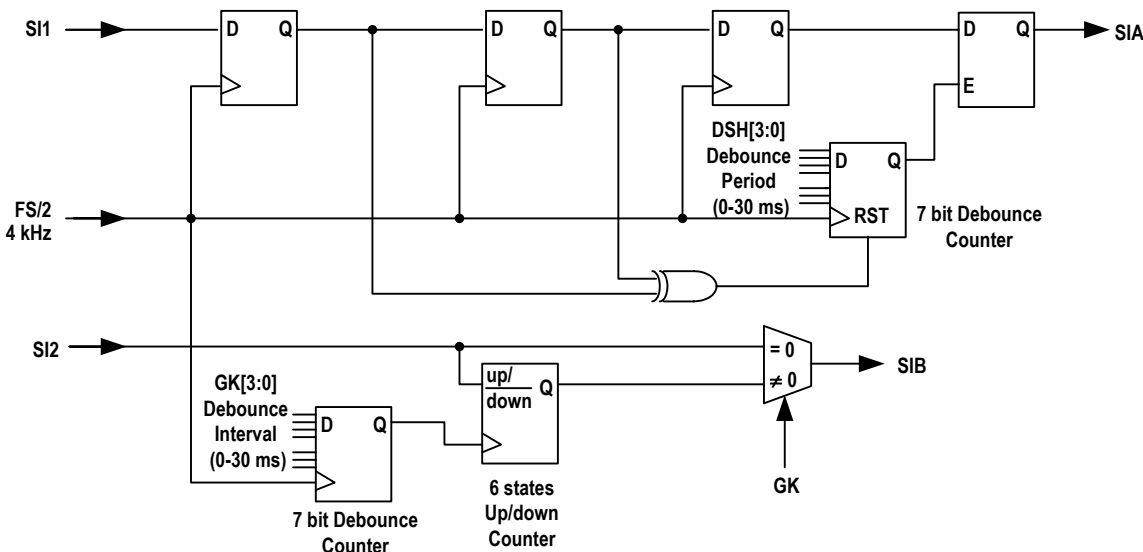 SI1
D Q
D Q
D Q
D Q
E
SIA
DSH[3:0]
Debounce
Period
(0-30 ms)
D Q
RST
7 bit Debounce
Counter
FS/2
4 kHz
SI2
GK[3:0]
Debounce
Interval
(0-30 ms)
D Q
7 bit Debounce
Counter
up/
down
Q
6 states
Up/down
Counter
= 0
≠ 0
SIB
GK